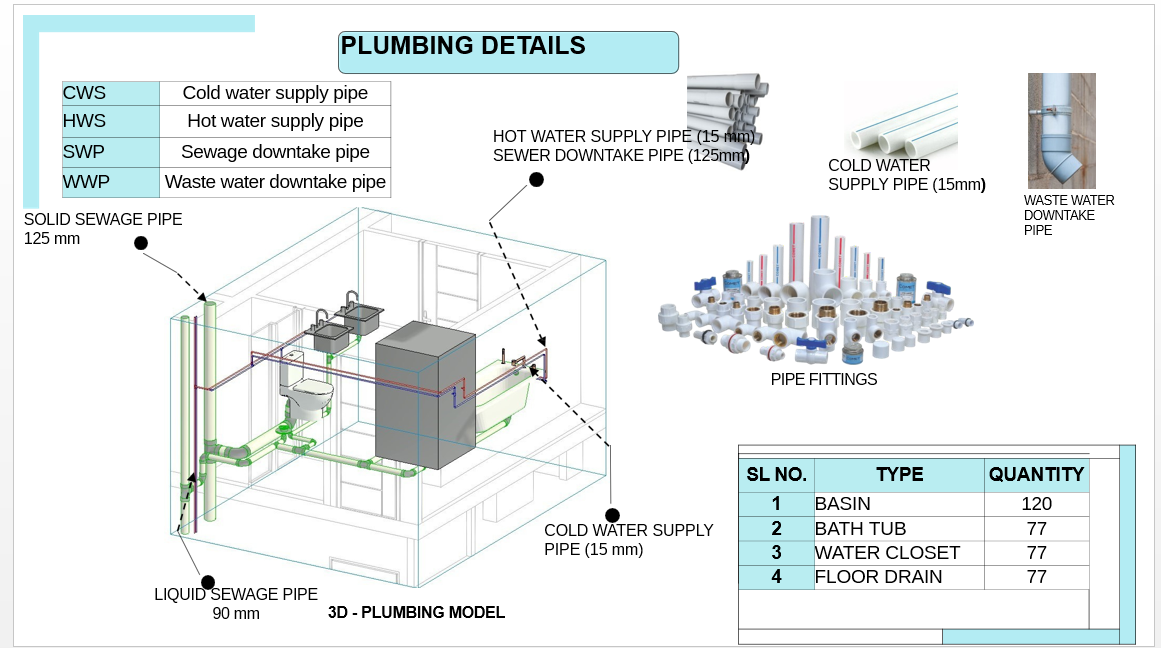 PLUMBING DETAILS
CWS Cold water supply pipe
HWS Hot water supply pipe
SWP Sewage downtake pipe
WWP Waste water downtake pipe
HOT WATER SUPPLY PIPE (15 mm)
SEWER DOWNTAKE PIPE (125mm)
COLD WATER
SUPPLY PIPE (15mm)
WASTE WATER
DOWNTAKE
PIPE
SOLID SEWAGE PIPE
125 mm
PIPE FITTINGS
COLD WATER SUPPLY
PIPE (15 mm)
LIQUID SEWAGE PIPE
90 mm
3D - PLUMBING MODEL
SL NO. TYPE QUANTITY
1 BASIN 120
2 BATH TUB 77
3 WATER CLOSET 77
4 FLOOR DRAIN 77